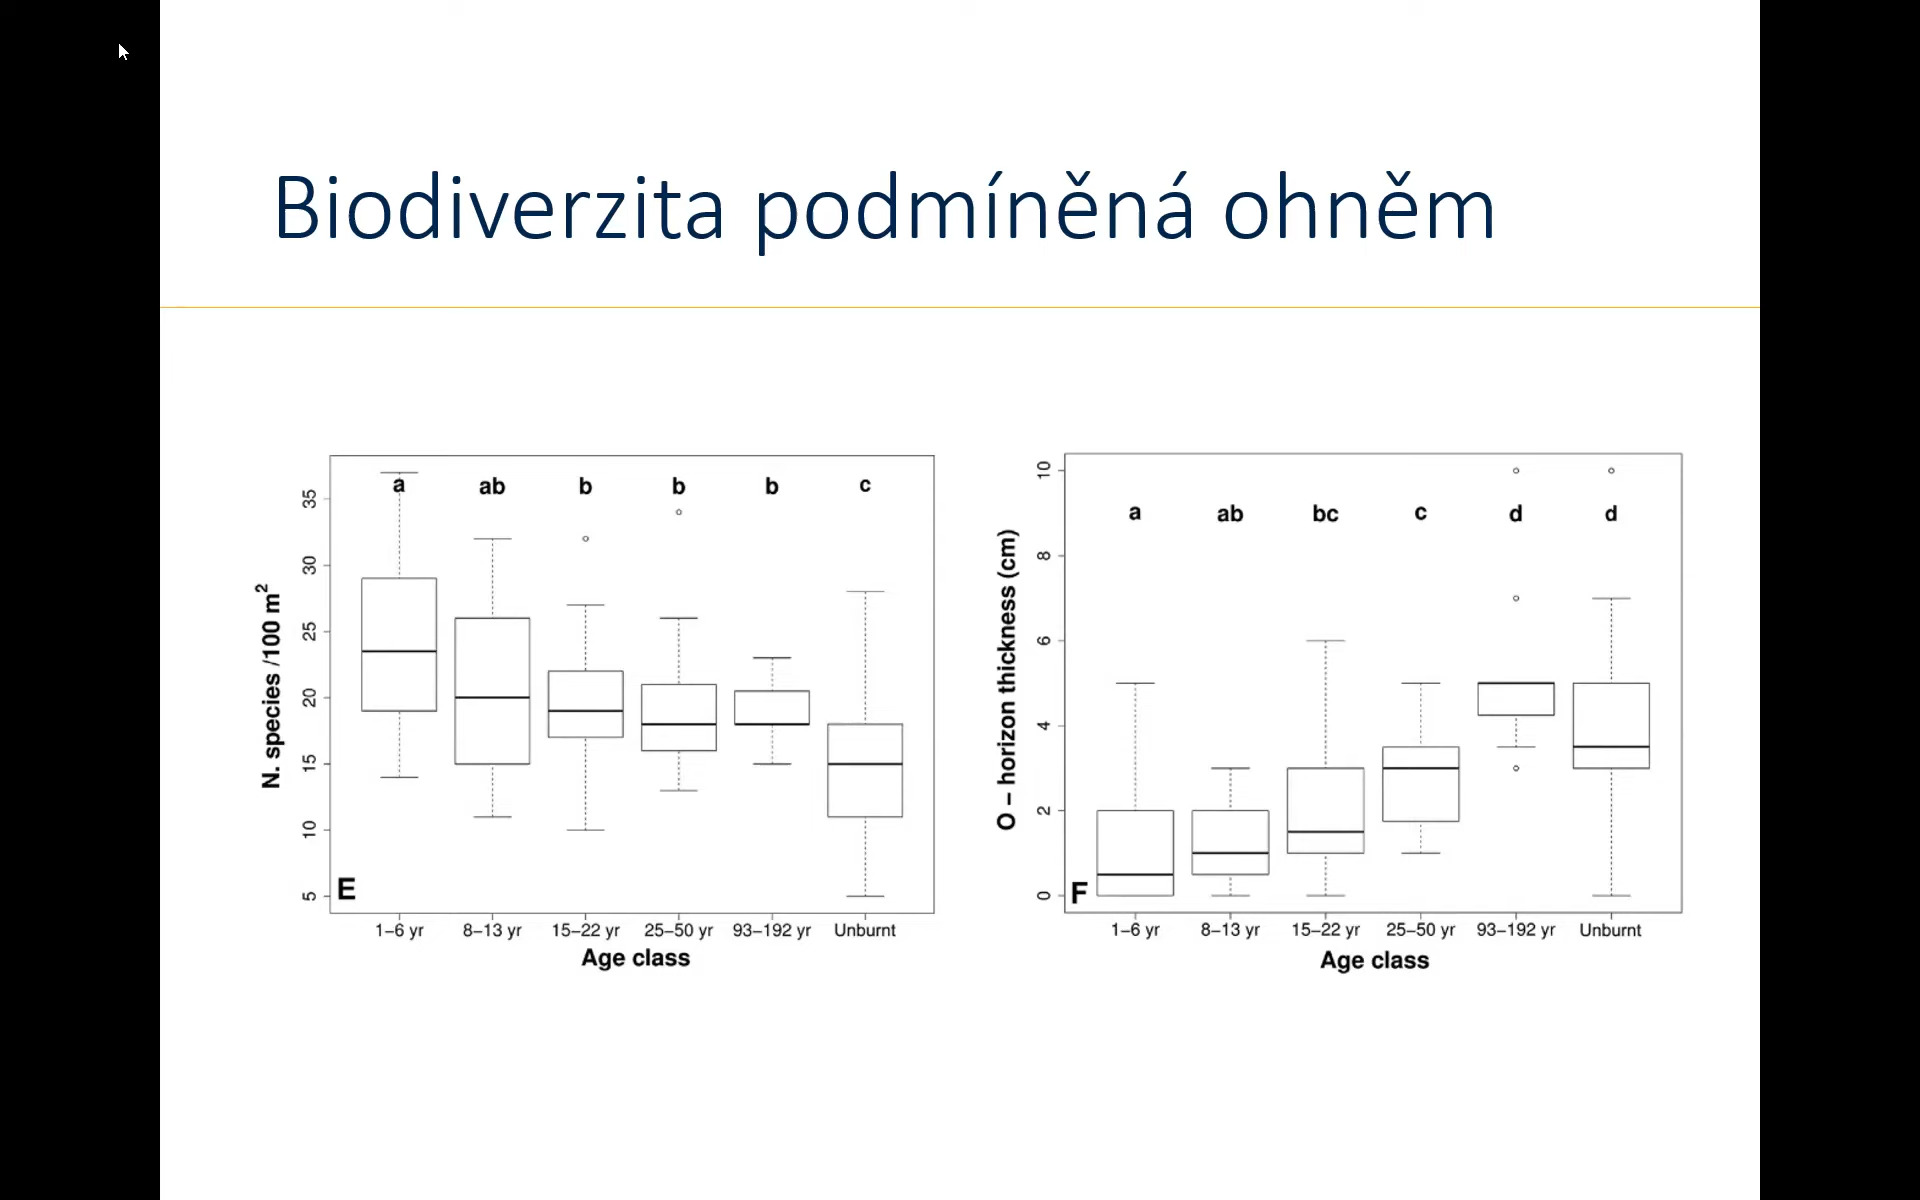 Biodiverzita podmíněná ohněm
a ab b b b c
35
30
25
20
15
10
5
N. species /100 m²
E
1–6 yr 8–13 yr 15–22 yr 25–50 yr 93–192 yr Unburnt
Age class
a ab bc c d d
10
8
6
4
2
0
O – horizon thickness (cm)
F
1–6 yr 8–13 yr 15–22 yr 25–50 yr 93–192 yr Unburnt
Age class